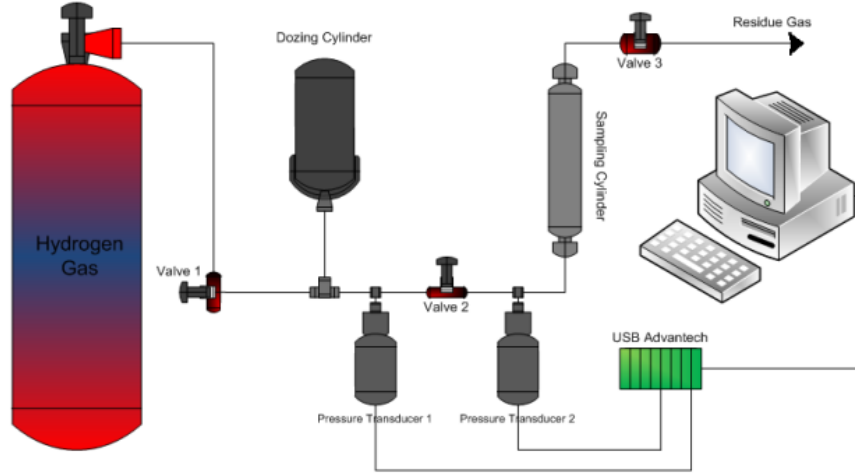 Dozing Cylinder
Residue Gas
Valve 3
Sampling Cylinder
Hydrogen
Gas
Valve 1
Valve 2
USB Advantech
Pressure Transducer 1
Pressure Transducer 2